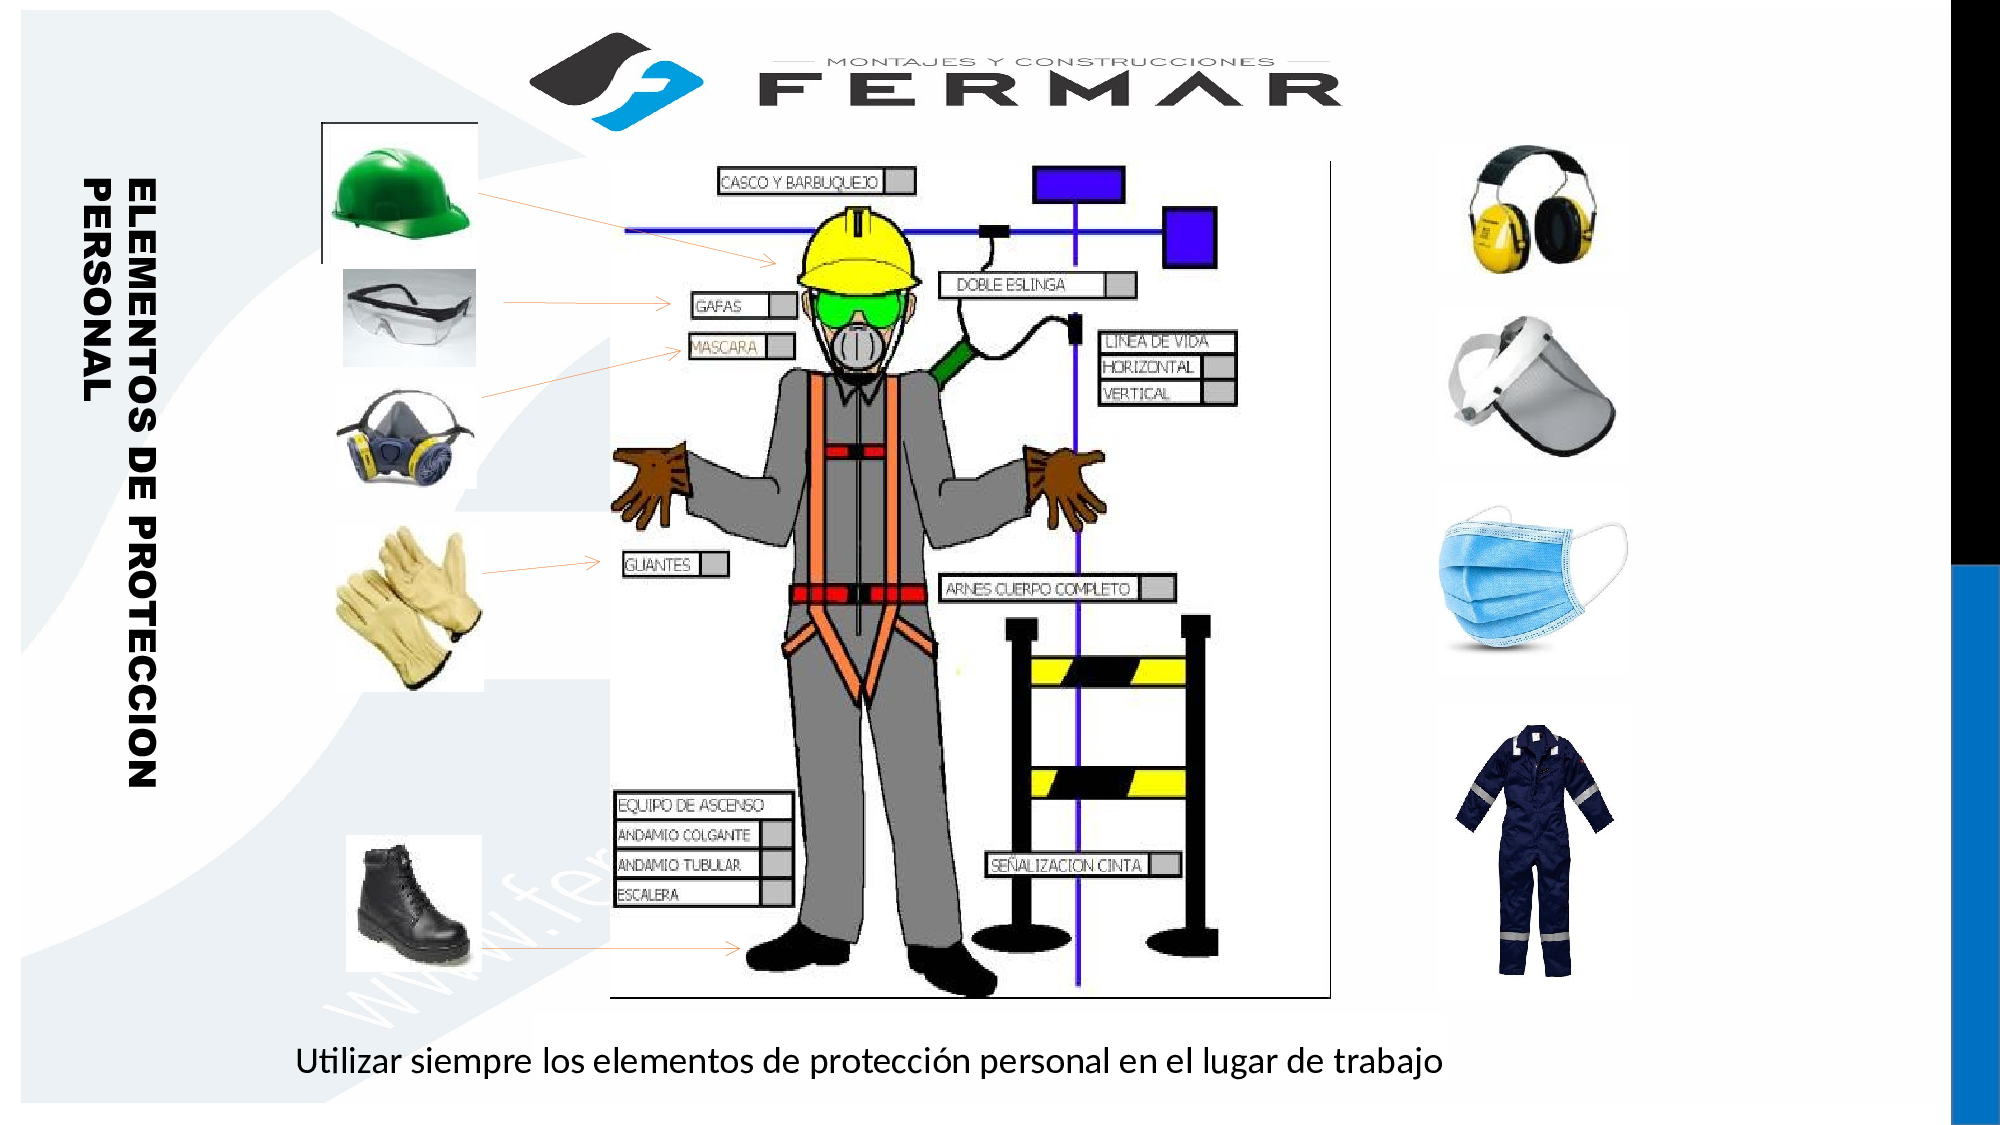 MONTAJES Y CONSTRUCCIONES
FERMAR
ELEMENTOS DE PROTECCION
PERSONAL
CASCO Y BARBUQUEJO
DOBLE ESLINGA
GAFAS
MASCARA
LINEA DE VIDA
HORIZONTAL
VERTICAL
GUANTES
ARNES CUERPO COMPLETO
EQUIPO DE ASCENSO
ANDAMIO COLGANTE
ANDAMIO TUBULAR
ESCALERA
SEÑALIZACION CINTA
www.fer
Utilizar siempre los elementos de protección personal en el lugar de trabajo